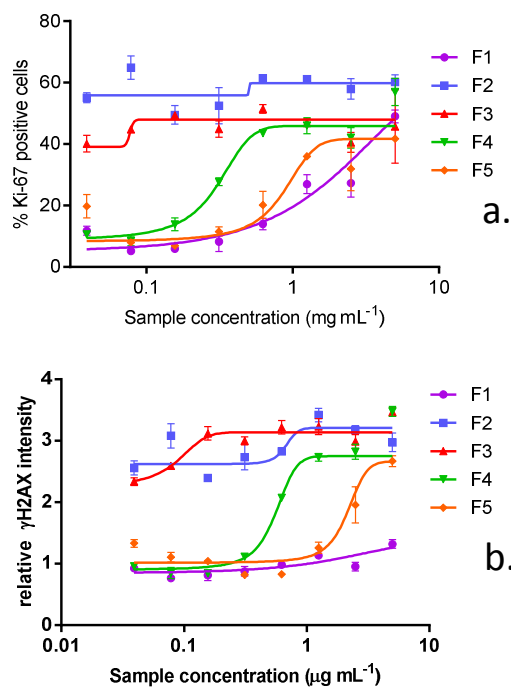 80
60
40
20
0
% Ki-67 positive cells
0.1 1 10
Sample concentration (mg mL⁻¹)
F1
F2
F3
F4
F5
a.
4
3
2
1
0
relative γH2AX intensity
0.01 0.1 1 10
Sample concentration (μg mL⁻¹)
F1
F2
F3
F4
F5
b.